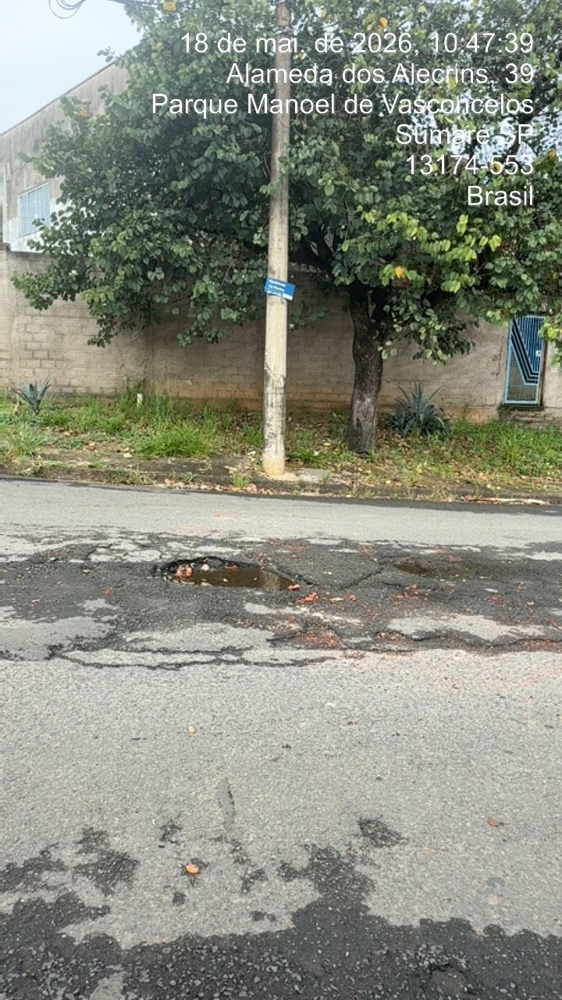 18 de mai. de 2026, 10:47:39
Alameda dos Alecrins, 39
Parque Manoel de Vasconcelos
Sumaré SP
13174-553
Brasil